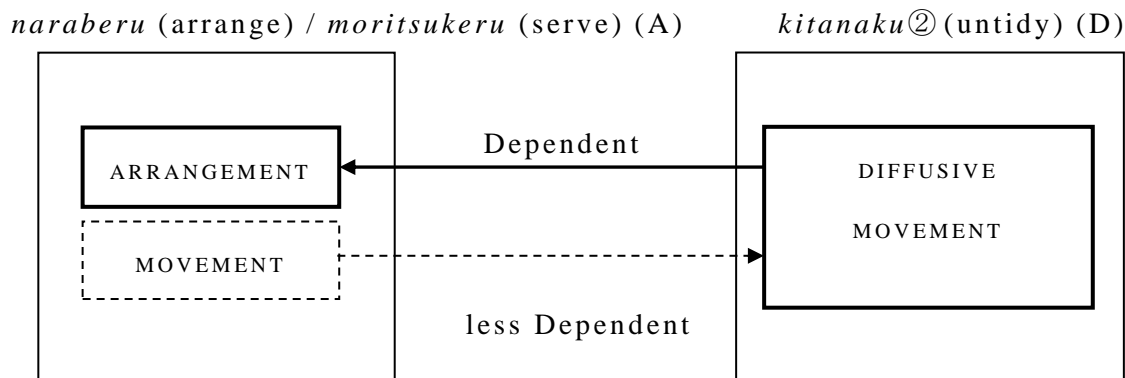 naraberu (arrange) / moritsukeru (serve) (A)
kitanaku② (untidy) (D)
Dependent
ARRANGEMENT
DIFFUSIVE
MOVEMENT
MOVEMENT
less Dependent